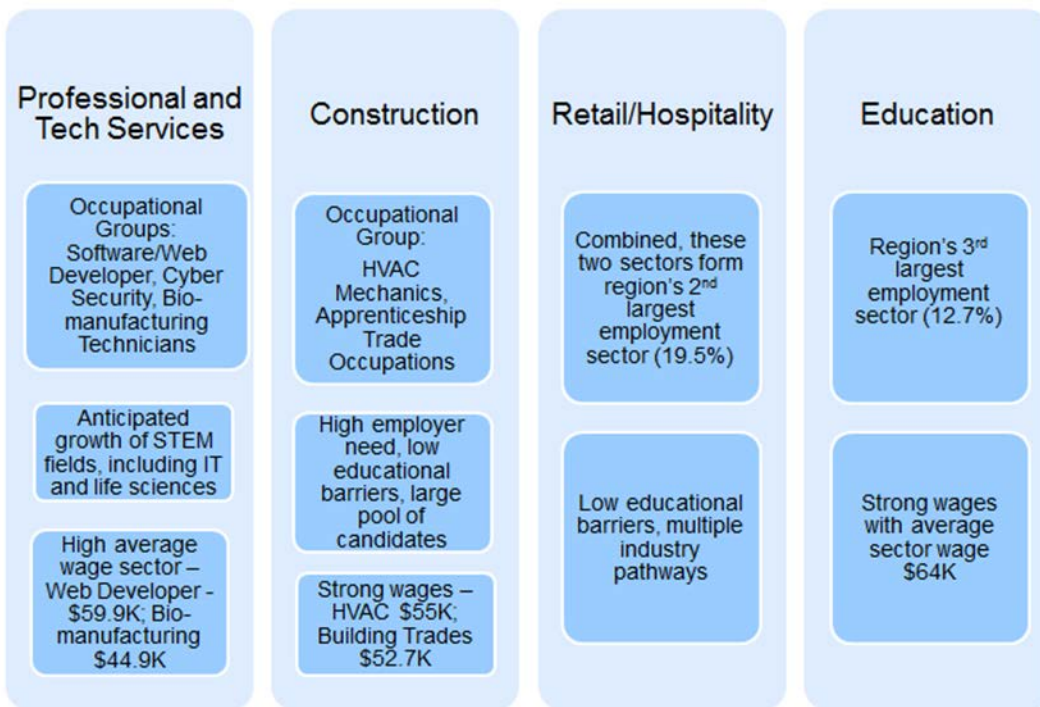 Professional and
Tech Services
Occupational
Groups:
Software/Web
Developer, Cyber
Security, Bio-
manufacturing
Technicians
Anticipated
growth of STEM
fields, including IT
and life sciences
High average
wage sector –
Web Developer -
$59.9K; Bio-
manufacturing
$44.9K
Construction
Occupational
Group:
HVAC
Mechanics,
Apprenticeship
Trade
Occupations
High employer
need, low
educational
barriers, large
pool of
candidates
Strong wages –
HVAC $55K;
Building Trades
$52.7K
Retail/Hospitality
Combined, these
two sectors form
region's 2nd
largest
employment
sector (19.5%)
Low educational
barriers, multiple
industry
pathways
Education
Region's 3rd
largest
employment
sector (12.7%)
Strong wages
with average
sector wage
$64K